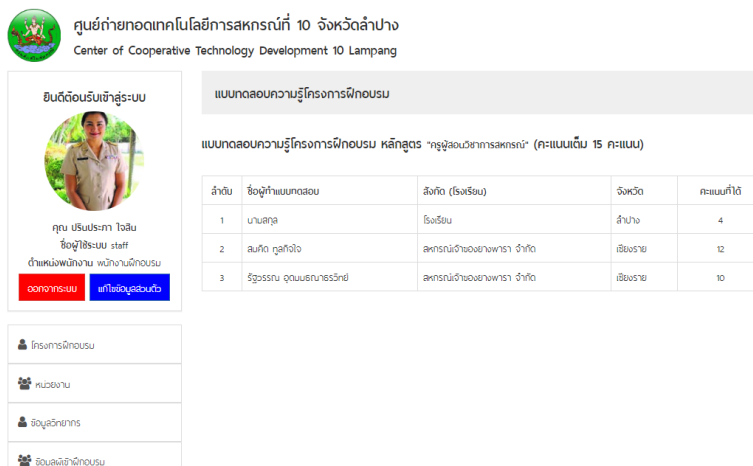 ศูนย์ถ่ายทอดเทคโนโลยีการสหกรณ์ที่ 10 จังหวัดลำปาง
Center of Cooperative Technology Development 10 Lampang
ยินดีต้อนรับเข้าสู่ระบบ
คุณ ปรินประภา ใจลิน
ชื่อผู้ใช้ระบบ staff
ตำแหน่งพนักงาน พนักงานฝึกอบรม
ออกจากระบบ แก้ไขข้อมูลส่วนตัว
โครงการฝึกอบรม
หน่วยงาน
ข้อมูลวิทยากร
ข้อมูลผู้เข้าฝึกอบรม
แบบทดสอบความรู้โครงการฝึกอบรม
แบบทดสอบความรู้โครงการฝึกอบรม หลักสูตร "ครูผู้สอนวิชาการสหกรณ์" (คะแนนเต็ม 15 คะแนน)
ลำดับ ชื่อผู้ทำแบบทดสอบ สังกัด (โรงเรียน) จังหวัด คะแนนที่ได้
1 นามสกุล โรงเรียน ลำปาง 4
2 สมคิด ทูลถิจใจ สหกรณ์เจ้าของยางพารา จำกัด เชียงราย 12
3 รัฐวรรณ อุดมมธณาธรวิทย์ สหกรณ์เจ้าของยางพารา จำกัด เชียงราย 10